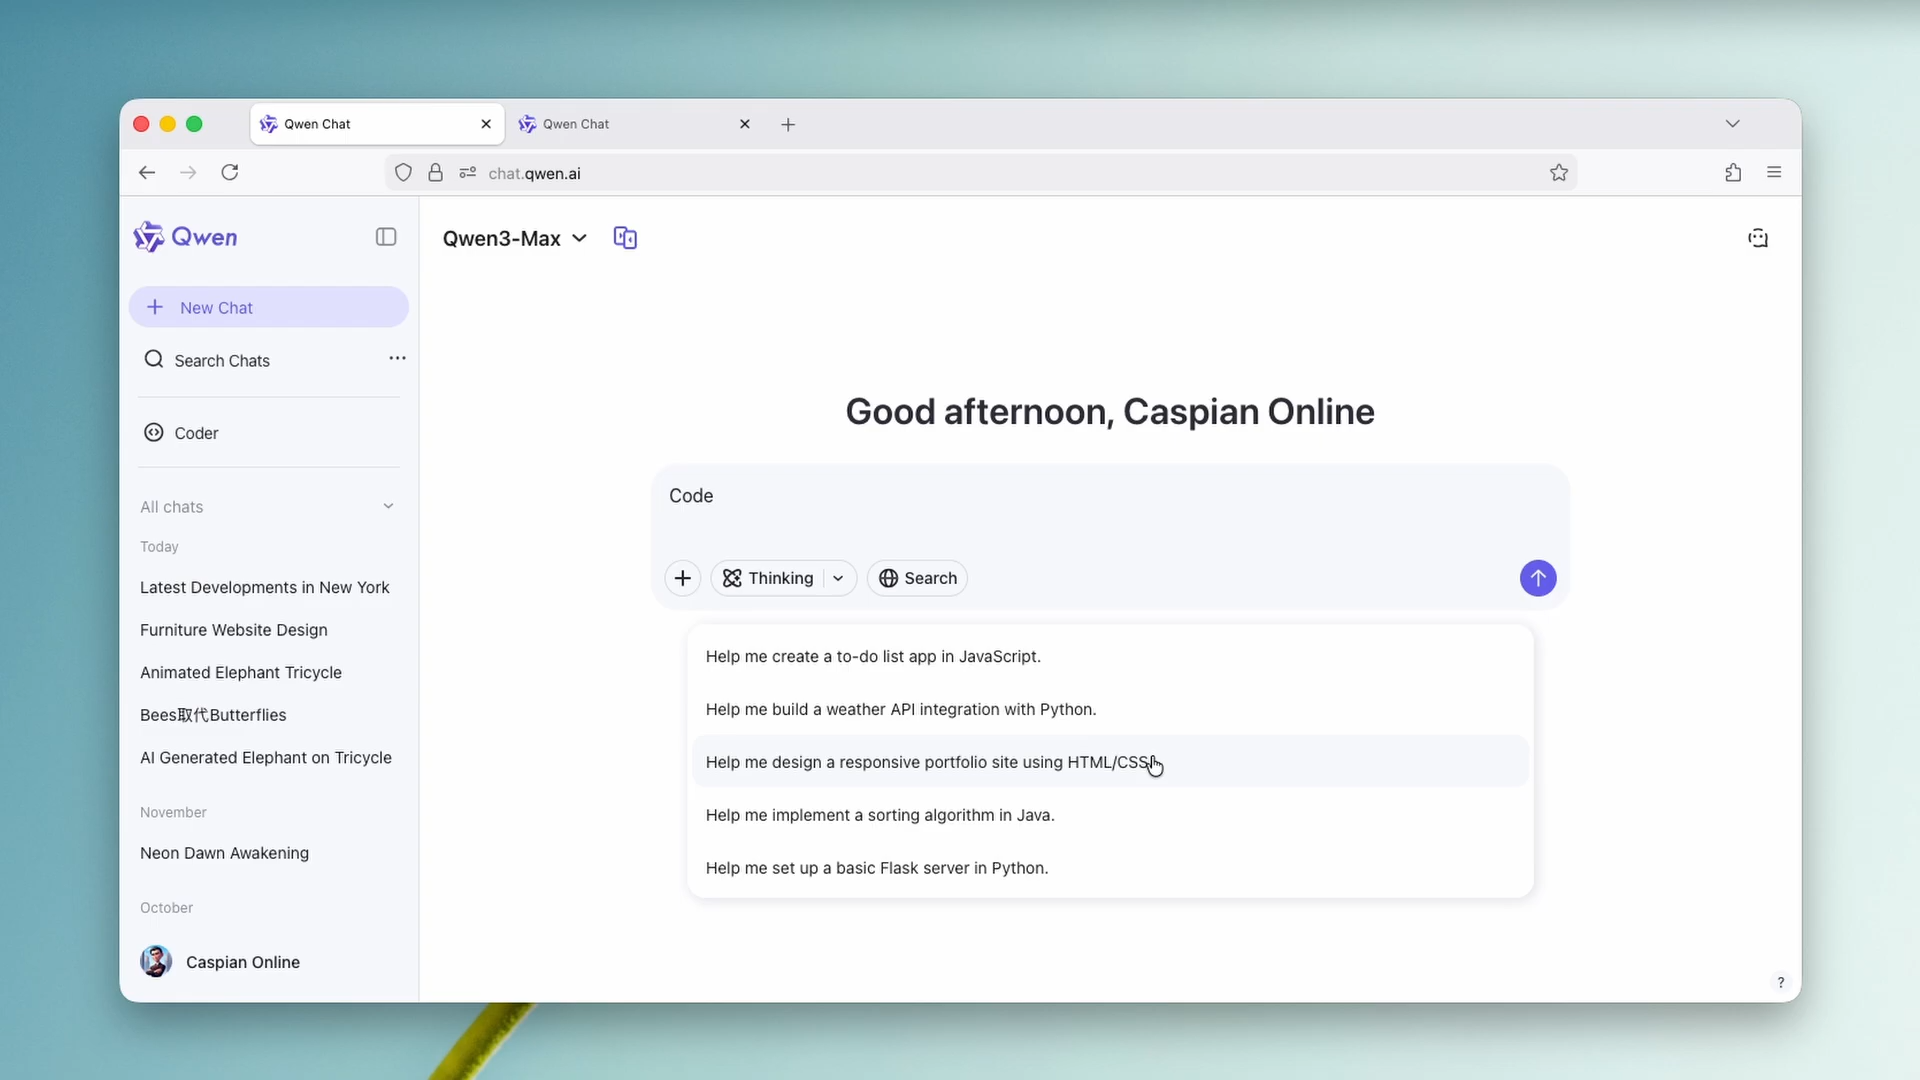 Qwen Chat
Qwen Chat
chat.qwen.ai
Qwen
Qwen3-Max
New Chat
Search Chats
Coder
All chats
Today
Latest Developments in New York
Furniture Website Design
Animated Elephant Tricycle
Bees取代Butterflies
AI Generated Elephant on Tricycle
November
Neon Dawn Awakening
October
Caspian Online
Good afternoon, Caspian Online
Code
Thinking
Search
Help me create a to-do list app in JavaScript.
Help me build a weather API integration with Python.
Help me design a responsive portfolio site using HTML/CSS
Help me implement a sorting algorithm in Java.
Help me set up a basic Flask server in Python.
?